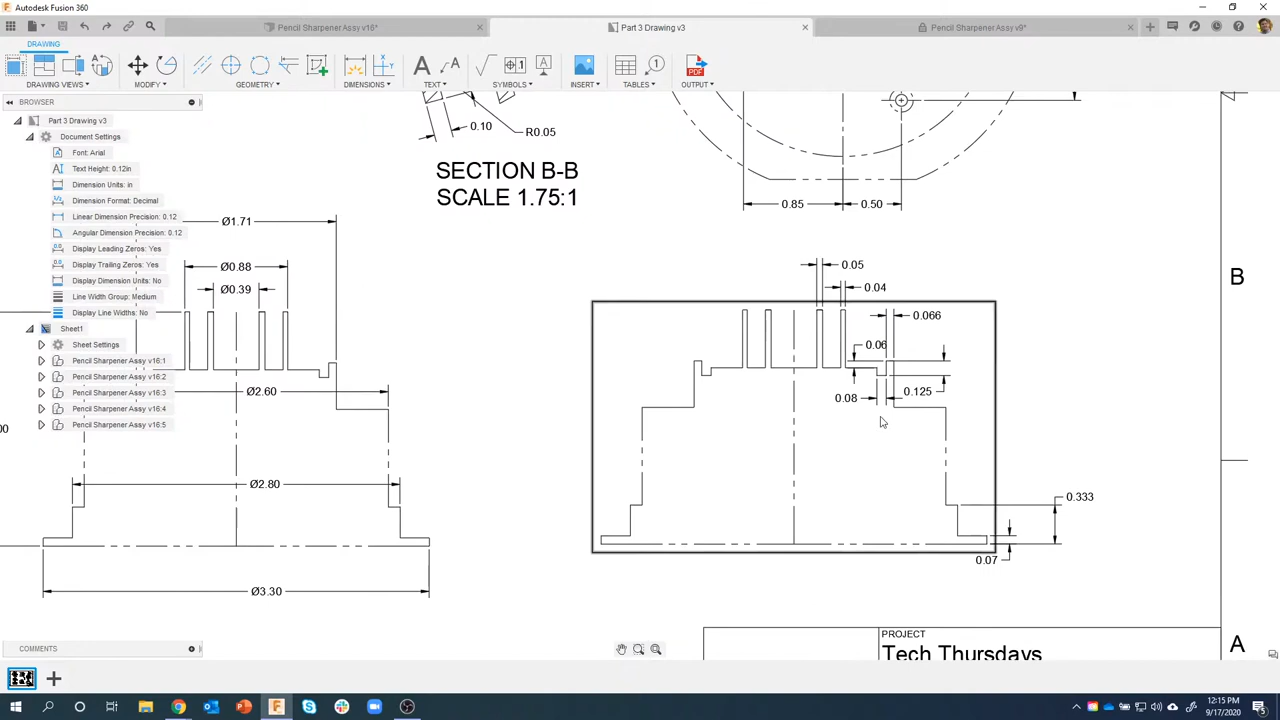 Autodesk Fusion 360
Pencil Sharpener Assy v16*
Part 3 Drawing v3
Pencil Sharpener Assy v9*
DRAWING
DRAWING VIEWS
MODIFY
GEOMETRY
DIMENSIONS
TEXT
SYMBOLS
INSERT
TABLES
OUTPUT
BROWSER
Part 3 Drawing v3
Document Settings
Font: Arial
Text Height: 0.12in
Dimension Units: in
Dimension Format: Decimal
Linear Dimension Precision: 0.12
Angular Dimension Precision: 0.12
Display Leading Zeros: Yes
Display Trailing Zeros: Yes
Display Dimension Units: No
Line Width Group: Medium
Display Line Widths: No
Sheet1
Sheet Settings
Pencil Sharpener Assy v16:1
Pencil Sharpener Assy v16:2
Pencil Sharpener Assy v16:3
Pencil Sharpener Assy v16:4
Pencil Sharpener Assy v16:5
0.10
R0.05
SECTION B-B
SCALE 1.75:1
0.85
0.50
Ø1.71
Ø0.88
Ø0.39
Ø2.60
Ø2.80
Ø3.30
00
0.05
0.04
0.066
0.06
0.08
0.125
0.333
0.07
B
A
PROJECT
Tech Thursdays
COMMENTS
12:15 PM
9/17/2020